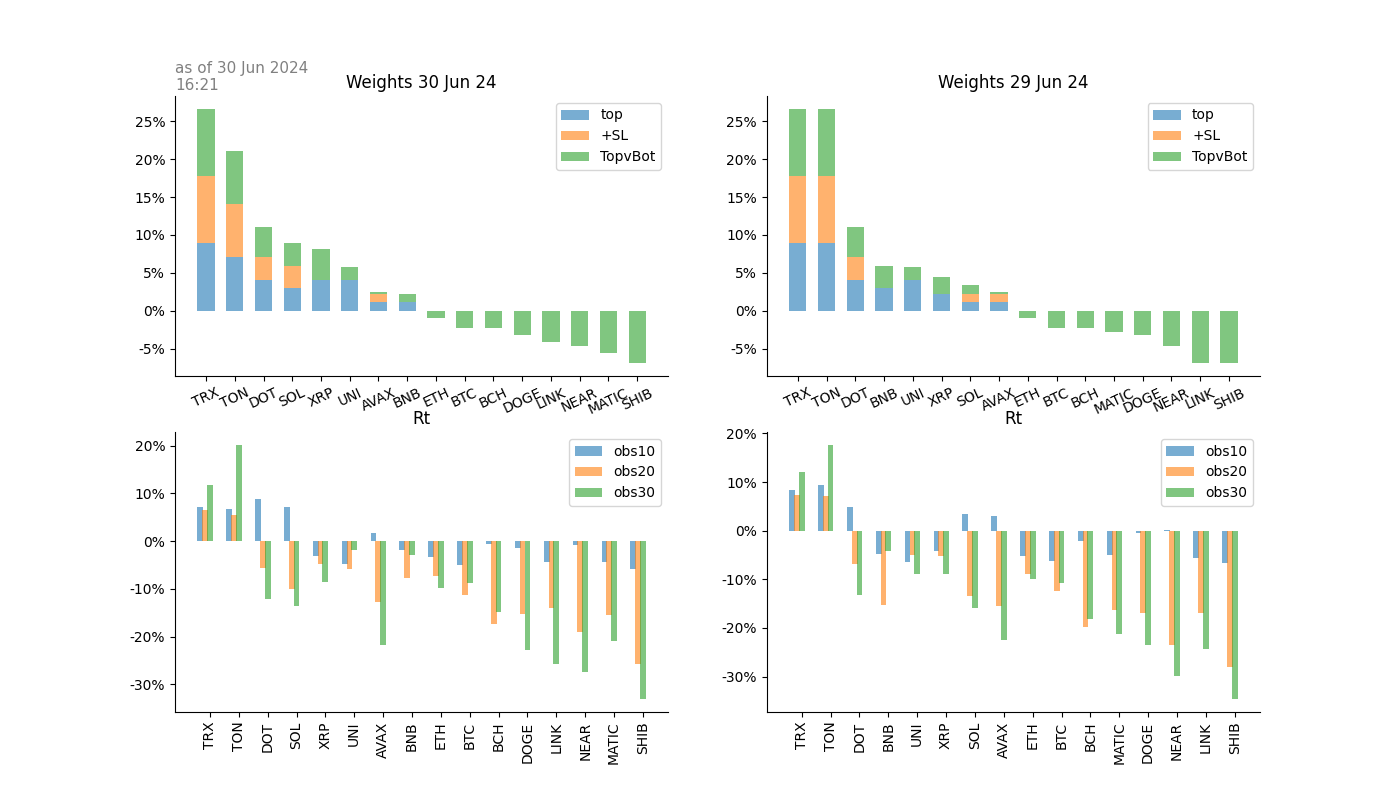 as of 30 Jun 2024
16:21
Weights 30 Jun 24
25%
20%
15%
10%
5%
0%
-5%
top
+SL
TopvBot
TRX TON DOT SOL XRP UNI AVAX BNB ETH BTC BCH DOGE LINK NEAR MATIC SHIB
Weights 29 Jun 24
25%
20%
15%
10%
5%
0%
-5%
top
+SL
TopvBot
TRX TON DOT BNB UNI XRP SOL AVAX ETH BTC BCH MATIC DOGE NEAR LINK SHIB
Rt
20%
10%
0%
-10%
-20%
-30%
obs10
obs20
obs30
TRX TON DOT SOL XRP UNI AVAX BNB ETH BTC BCH DOGE LINK NEAR MATIC SHIB
Rt
20%
10%
0%
-10%
-20%
-30%
obs10
obs20
obs30
TRX TON DOT BNB UNI XRP SOL AVAX ETH BTC BCH MATIC DOGE NEAR LINK SHIB